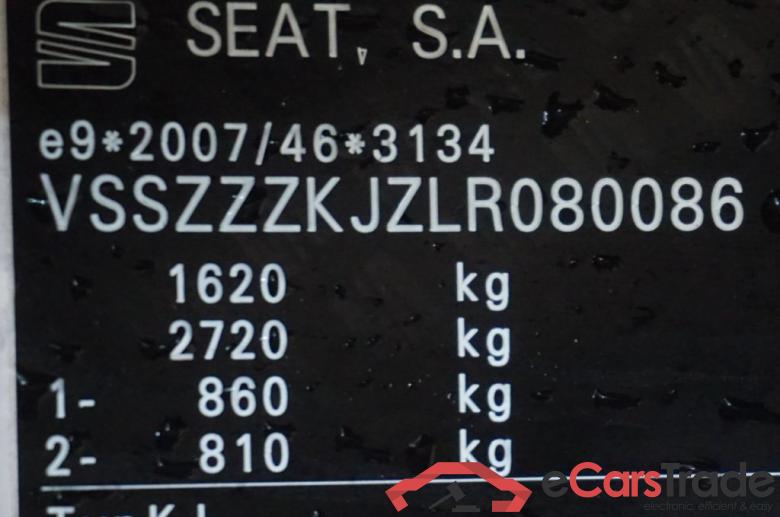 SEAT, S.A.
e9*2007/46*3134
VSSZZZKJZLR080086
1620 kg
2720 kg
1- 860 kg
2- 810 kg
eCarsTrade
electronic, efficient & easy